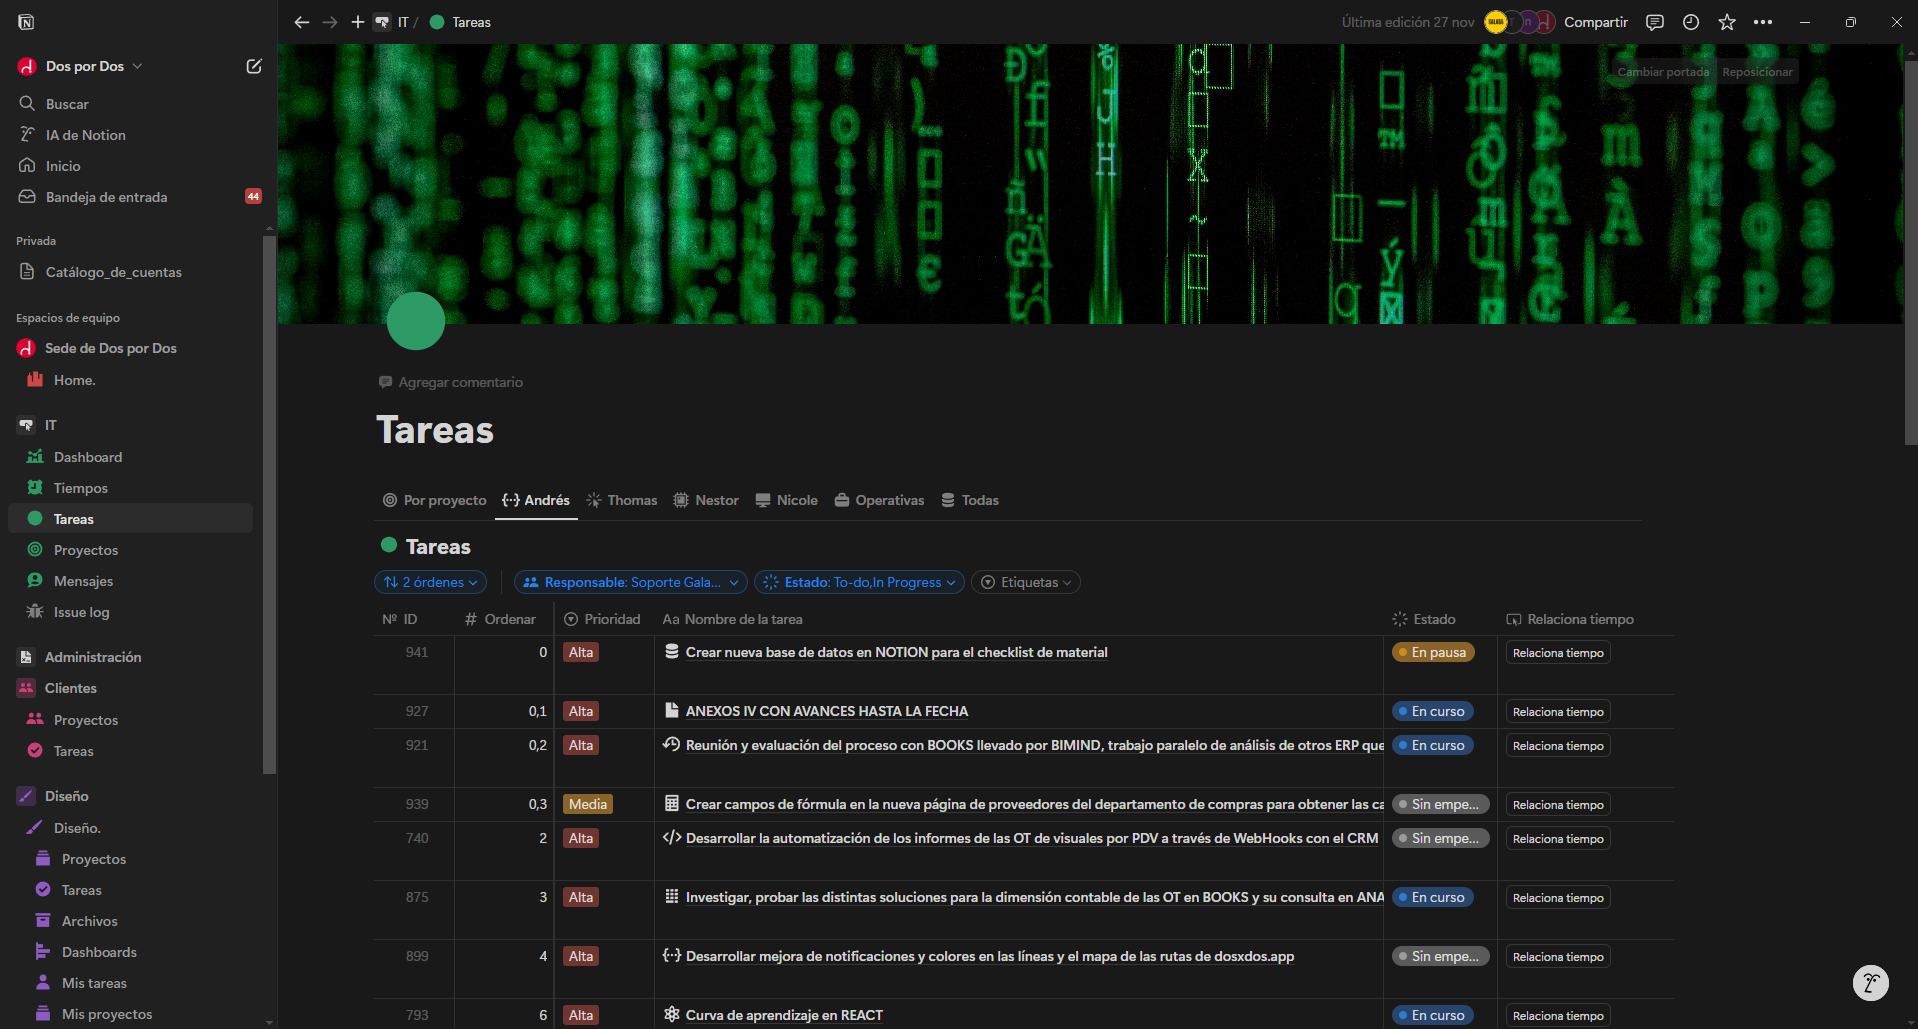 IT / Tareas
Última edición 27 nov
Compartir
Dos por Dos
Buscar
IA de Notion
Inicio
Bandeja de entrada 44
Privada
Catálogo_de_cuentas
Espacios de equipo
Sede de Dos por Dos
Home.
IT
Dashboard
Tiempos
Tareas
Proyectos
Mensajes
Issue log
Administración
Clientes
Proyectos
Tareas
Diseño
Diseño.
Proyectos
Tareas
Archivos
Dashboards
Mis tareas
Mis proyectos
Cambiar portada Reposicionar
Agregar comentario
Tareas
Por proyecto Andrés Thomas Nestor Nicole Operativas Todas
Tareas
2 órdenes Responsable: Soporte Gala... Estado: To-do,In Progress Etiquetas
Nº ID # Ordenar Prioridad Aa Nombre de la tarea Estado Relaciona tiempo
941 0 Alta Crear nueva base de datos en NOTION para el checklist de material En pausa Relaciona tiempo
927 0,1 Alta ANEXOS IV CON AVANCES HASTA LA FECHA En curso Relaciona tiempo
921 0,2 Alta Reunión y evaluación del proceso con BOOKS llevado por BIMIND, trabajo paralelo de análisis de otros ERP que En curso Relaciona tiempo
939 0,3 Media Crear campos de fórmula en la nueva página de proveedores del departamento de compras para obtener las ca Sin empe... Relaciona tiempo
740 2 Alta Desarrollar la automatización de los informes de las OT de visuales por PDV a través de WebHooks con el CRM Sin empe... Relaciona tiempo
875 3 Alta Investigar, probar las distintas soluciones para la dimensión contable de las OT en BOOKS y su consulta en ANA En curso Relaciona tiempo
899 4 Alta Desarrollar mejora de notificaciones y colores en las líneas y el mapa de las rutas de dosxdos.app Sin empe... Relaciona tiempo
793 6 Alta Curva de aprendizaje en REACT En curso Relaciona tiempo